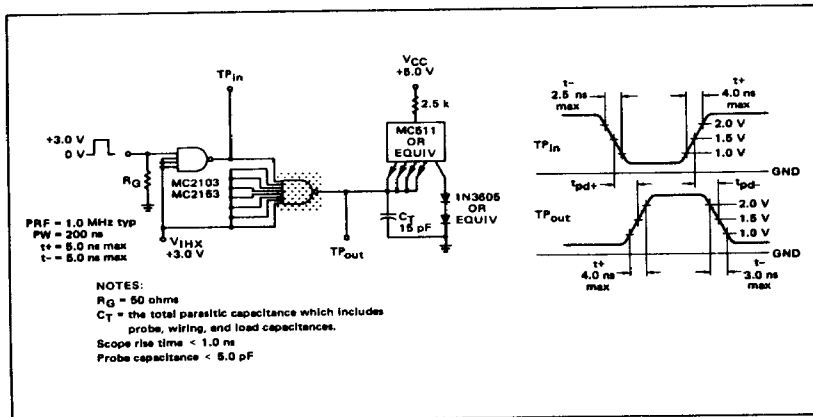 TPin
VCC
+5.0 V
2.5 k
MC511
OR
EQUIV
+3.0 V
0 V
RG
MC2103
MC2153
VIHX
+3.0 V
PRF = 1.0 MHz typ
PW = 200 ns
t+ = 5.0 ns max
t− = 5.0 ns max
TPout
CT
15 pF
IN3605
OR
EQUIV
NOTES:
RG = 50 ohms
CT = the total parasitic capacitance which includes
probe, wiring, and load capacitances.
Scope rise time < 1.0 ns
Probe capacitance < 5.0 pF
t−
2.5 ns
max
t+
4.0 ns
max
2.0 V
1.5 V
1.0 V
TPin
GND
tpd+
tpd−
TPout
2.0 V
1.5 V
1.0 V
GND
t+
4.0 ns
max
t−
3.0 ns
max